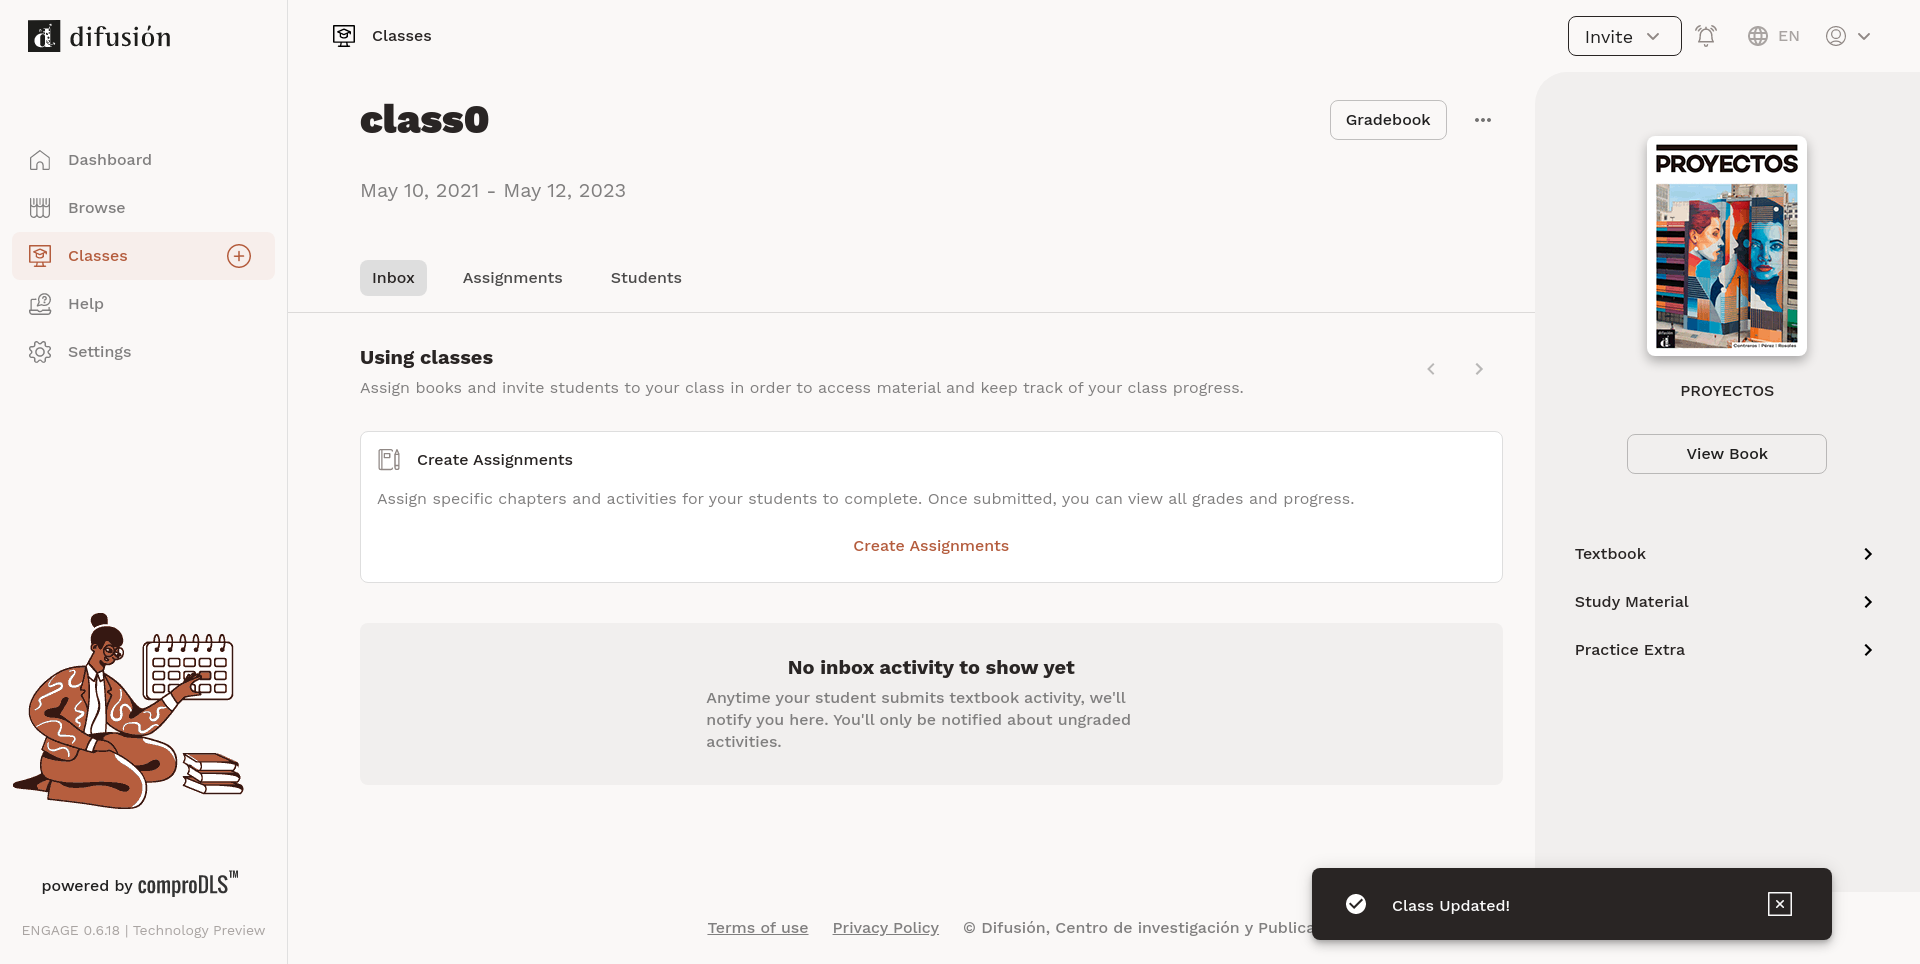 difusión
Classes
Invite
EN
Dashboard
Browse
Classes
Help
Settings
powered by comproDLS™
ENGAGE 0.6.18 | Technology Preview
class0
Gradebook
May 10, 2021 - May 12, 2023
Inbox
Assignments
Students
Using classes
Assign books and invite students to your class in order to access material and keep track of your class progress.
Create Assignments
Assign specific chapters and activities for your students to complete. Once submitted, you can view all grades and progress.
Create Assignments
No inbox activity to show yet
Anytime your student submits textbook activity, we'll
notify you here. You'll only be notified about ungraded
activities.
PROYECTOS
Contreras | Pérez | Rosales
PROYECTOS
View Book
Textbook
Study Material
Practice Extra
Terms of use
Privacy Policy
© Difusión, Centro de investigación y Publica
Class Updated!